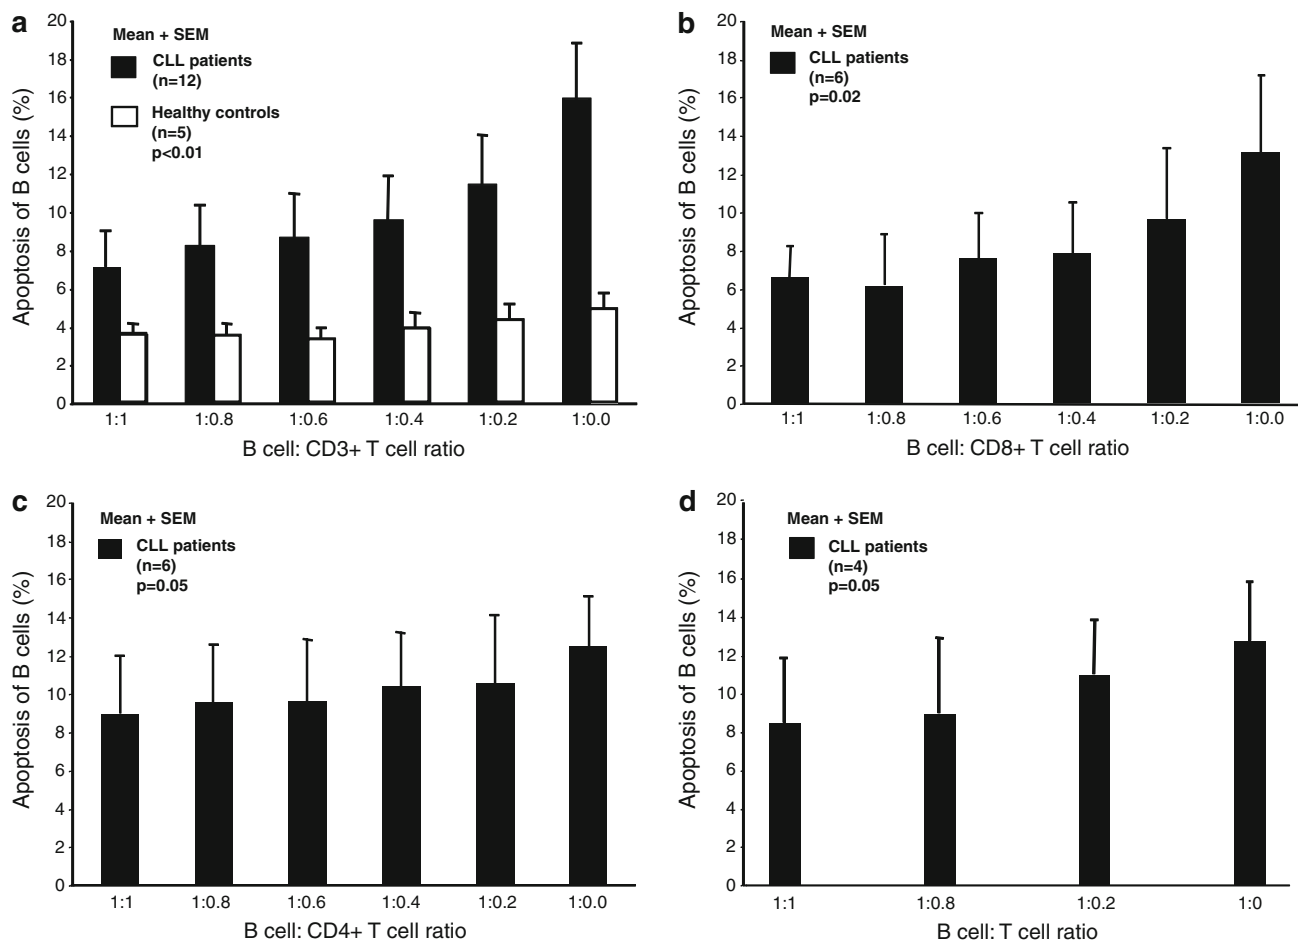 a
Mean + SEM
CLL patients
(n=12)
Healthy controls
(n=5)
p<0.01
Apoptosis of B cells (%)
20
18
16
14
12
10
8
6
4
2
0
1:1 1:0.8 1:0.6 1:0.4 1:0.2 1:0.0
B cell: CD3+ T cell ratio
b
Mean + SEM
CLL patients
(n=6)
p=0.02
Apoptosis of B cells (%)
20
18
16
14
12
10
8
6
4
2
0
1:1 1:0.8 1:0.6 1:0.4 1:0.2 1:0.0
B cell: CD8+ T cell ratio
c
Mean + SEM
CLL patients
(n=6)
p=0.05
Apoptosis of B cells (%)
20
18
16
14
12
10
8
6
4
2
0
1:1 1:0.8 1:0.6 1:0.4 1:0.2 1:0.0
B cell: CD4+ T cell ratio
d
Mean + SEM
CLL patients
(n=4)
p=0.05
Apoptosis of B cells (%)
20
18
16
14
12
10
8
6
4
2
0
1:1 1:0.8 1:0.2 1:0
B cell: T cell ratio